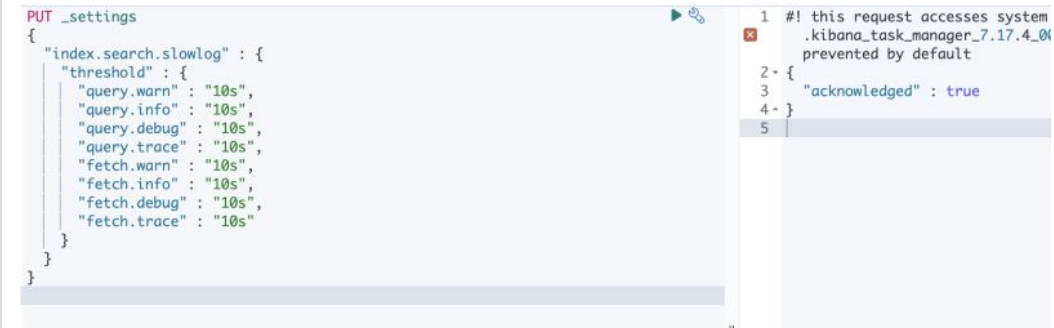 PUT _settings
{
"index.search.slowlog" : {
"threshold" : {
"query.warn" : "10s",
"query.info" : "10s",
"query.debug" : "10s",
"query.trace" : "10s",
"fetch.warn" : "10s",
"fetch.info" : "10s",
"fetch.debug" : "10s",
"fetch.trace" : "10s"
}
}
}
1 #! this request accesses system
.kibana_task_manager_7.17.4_00
prevented by default
2 - {
3 "acknowledged" : true
4 - }
5